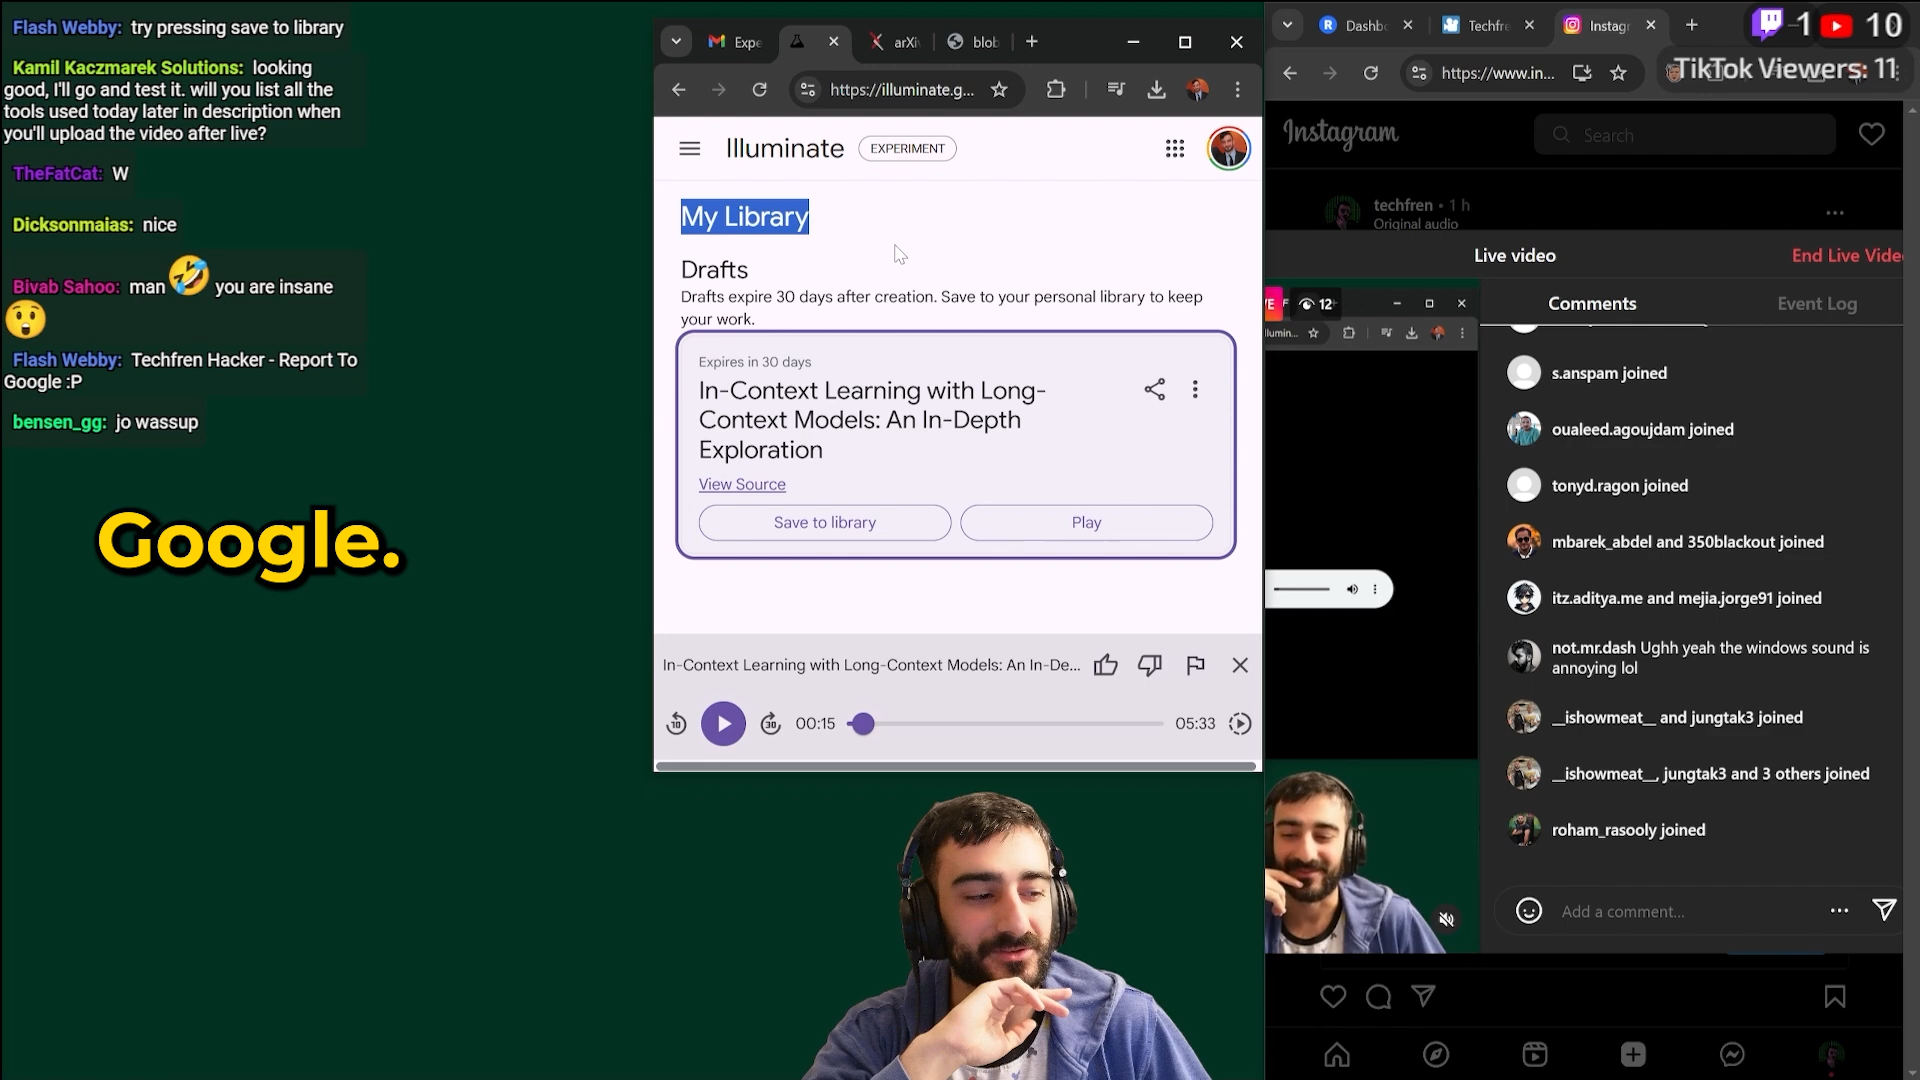 Flash Webby: try pressing save to library
Kamil Kaczmarek Solutions: looking
good, I'll go and test it. will you list all the
tools used today later in description when
you'll upload the video after live?
TheFatCat: W
Dicksonmaias: nice
Bivab Sahoo: man 🤣 you are insane
😲
Flash Webby: Techfren Hacker - Report To
Google :P
bensen_gg: jo wassup
Google.
Expe
arXi
blob
https://illuminate.g...
Illuminate
EXPERIMENT
My Library
Drafts
Drafts expire 30 days after creation. Save to your personal library to keep
your work.
Expires in 30 days
In-Context Learning with Long-
Context Models: An In-Depth
Exploration
View Source
Save to library
Play
In-Context Learning with Long-Context Models: An In-De...
10
30
00:15
05:33
Dashb
Techfre
Instagr
-1
10
https://www.in...
TikTok Viewers: 11
Instagram
Search
techfren • 1 h
Original audio
Live video
End Live Vide
12
Comments
Event Log
s.anspam joined
oualeed.agoujdam joined
tonyd.ragon joined
mbarek_abdel and 350blackout joined
itz.aditya.me and mejia.jorge91 joined
not.mr.dash Ughh yeah the windows sound is
annoying lol
__ishowmeat__ and jungtak3 joined
__ishowmeat__, jungtak3 and 3 others joined
roham_rasooly joined
Add a comment...